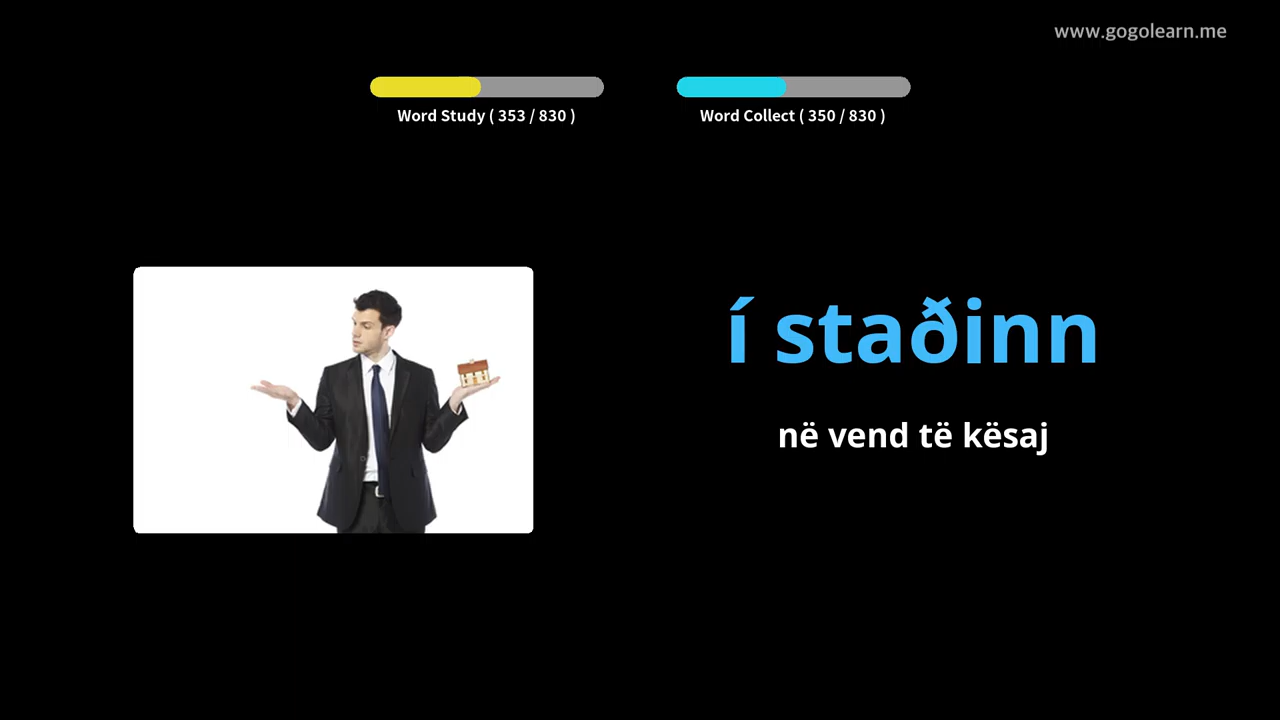 www.gogolearn.me
Word Study ( 353 / 830 )
Word Collect ( 350 / 830 )
í staðinn
në vend të kësaj